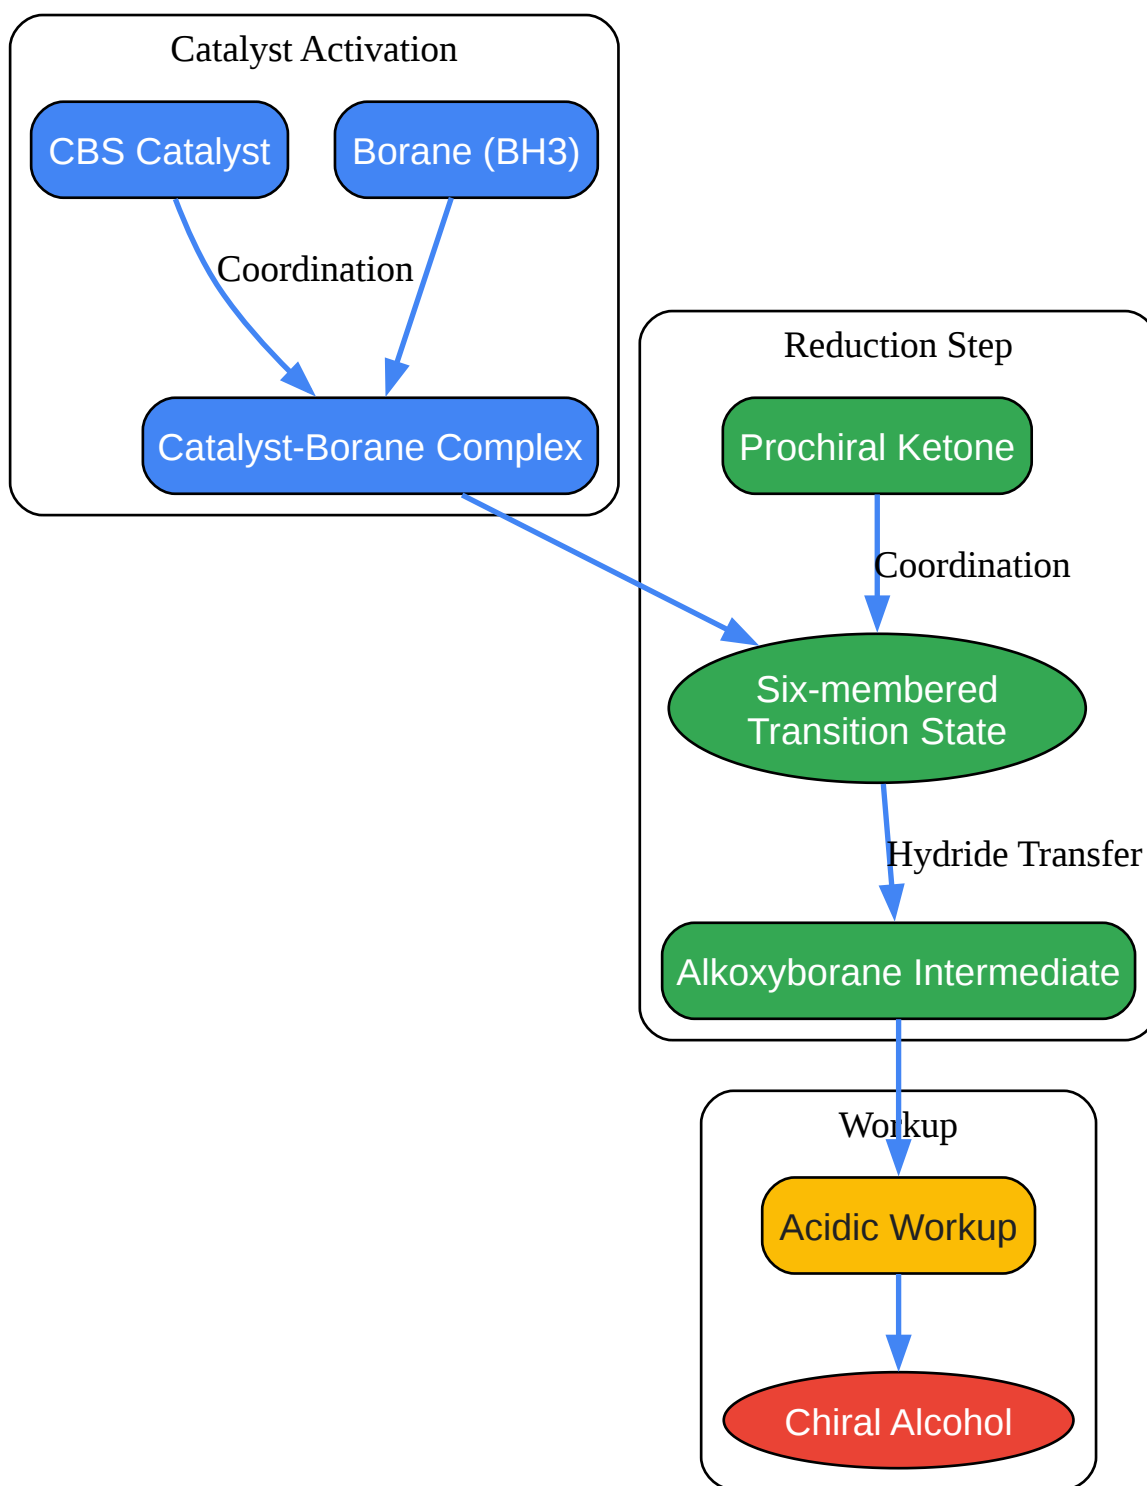 Catalyst Activation
CBS Catalyst
Borane (BH3)
Coordination
Catalyst-Borane Complex
Reduction Step
Prochiral Ketone
Coordination
Six-membered
Transition State
Hydride Transfer
Alkoxyborane Intermediate
Workup
Acidic Workup
Chiral Alcohol